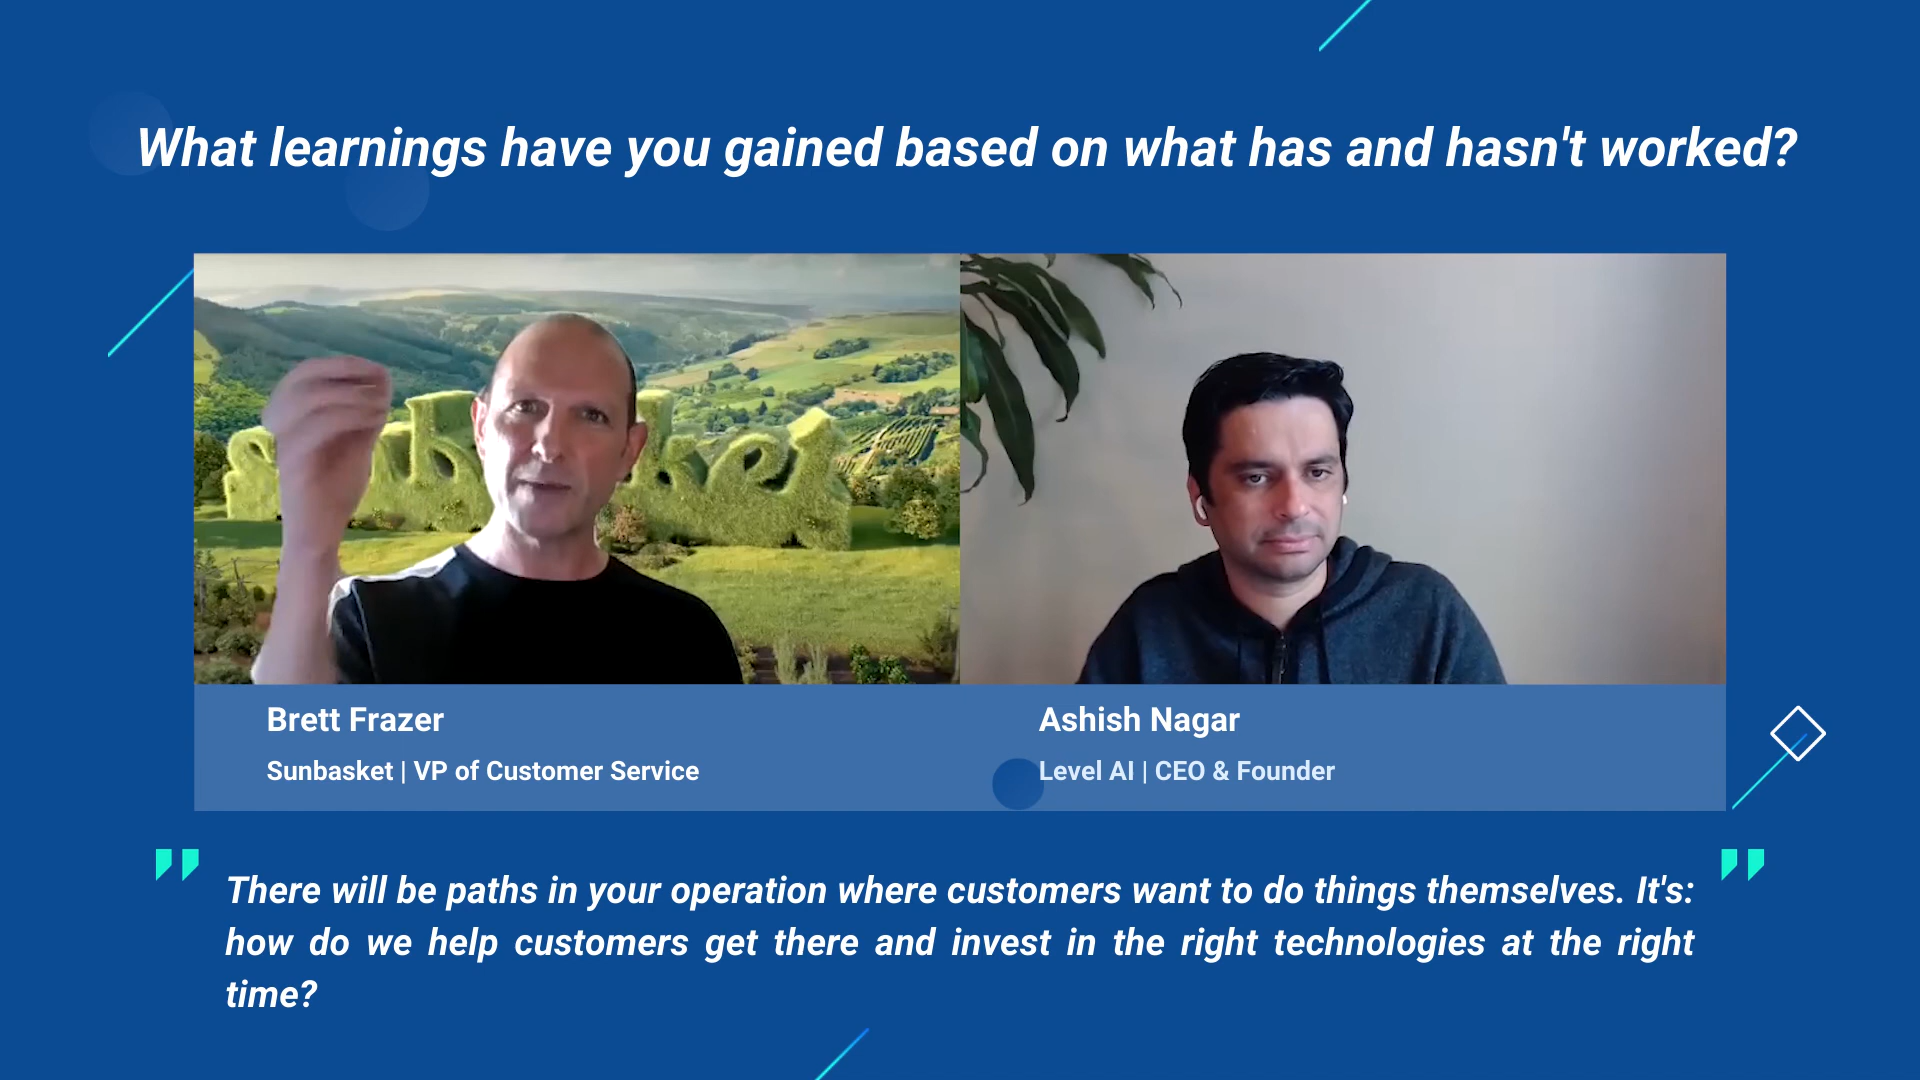 What learnings have you gained based on what has and hasn't worked?
Brett Frazer
Sunbasket | VP of Customer Service
Ashish Nagar
Level AI | CEO & Founder
There will be paths in your operation where customers want to do things themselves. It's:
how do we help customers get there and invest in the right technologies at the right
time?